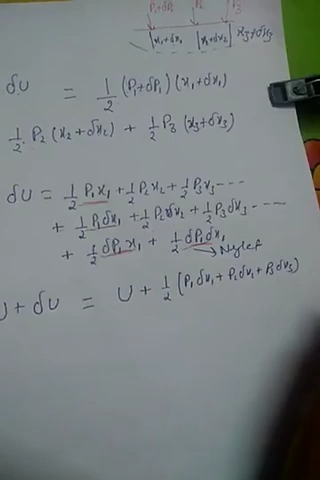 P₁+δP₁ P₂ P₃
[x₁+δx₁ [x₂+δx₂] x₃+δx₃
δU = 1/2 (P₁+δP₁) (x₁+δx₁)
1/2 P₂ (x₂+δx₂) + 1/2 P₃ (x₃+δx₃)
δU = 1/2 P₁x₁ + 1/2 P₂x₂ + 1/2 P₃x₃ ---
+ 1/2 P₁δx₁ + 1/2 P₂δx₂ + 1/2 P₃δx₃ ----
+ 1/2 δP₁x₁ + 1/2 δP₁δx₁
→ Neglet
U + δU = U + 1/2 (P₁δx₁ + P₂δx₂ + P₃δx₃)